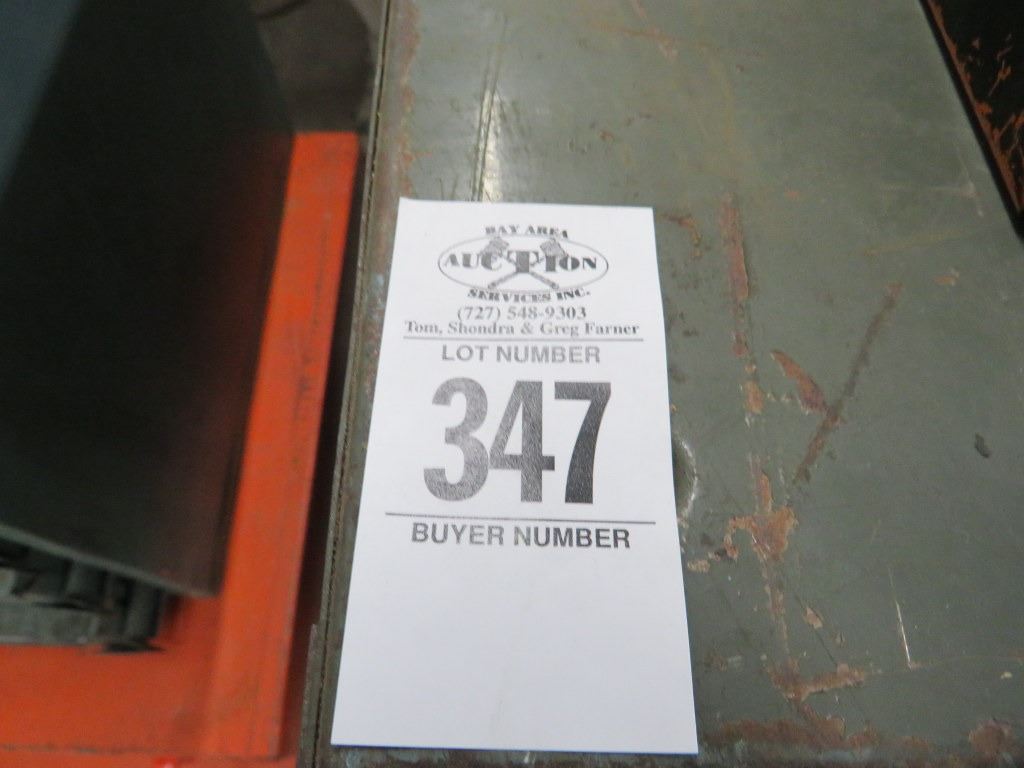 BAY AREA
AUCTION
SERVICES INC.
(727) 548-9303
Tom, Shondra & Greg Farner
LOT NUMBER
347
BUYER NUMBER